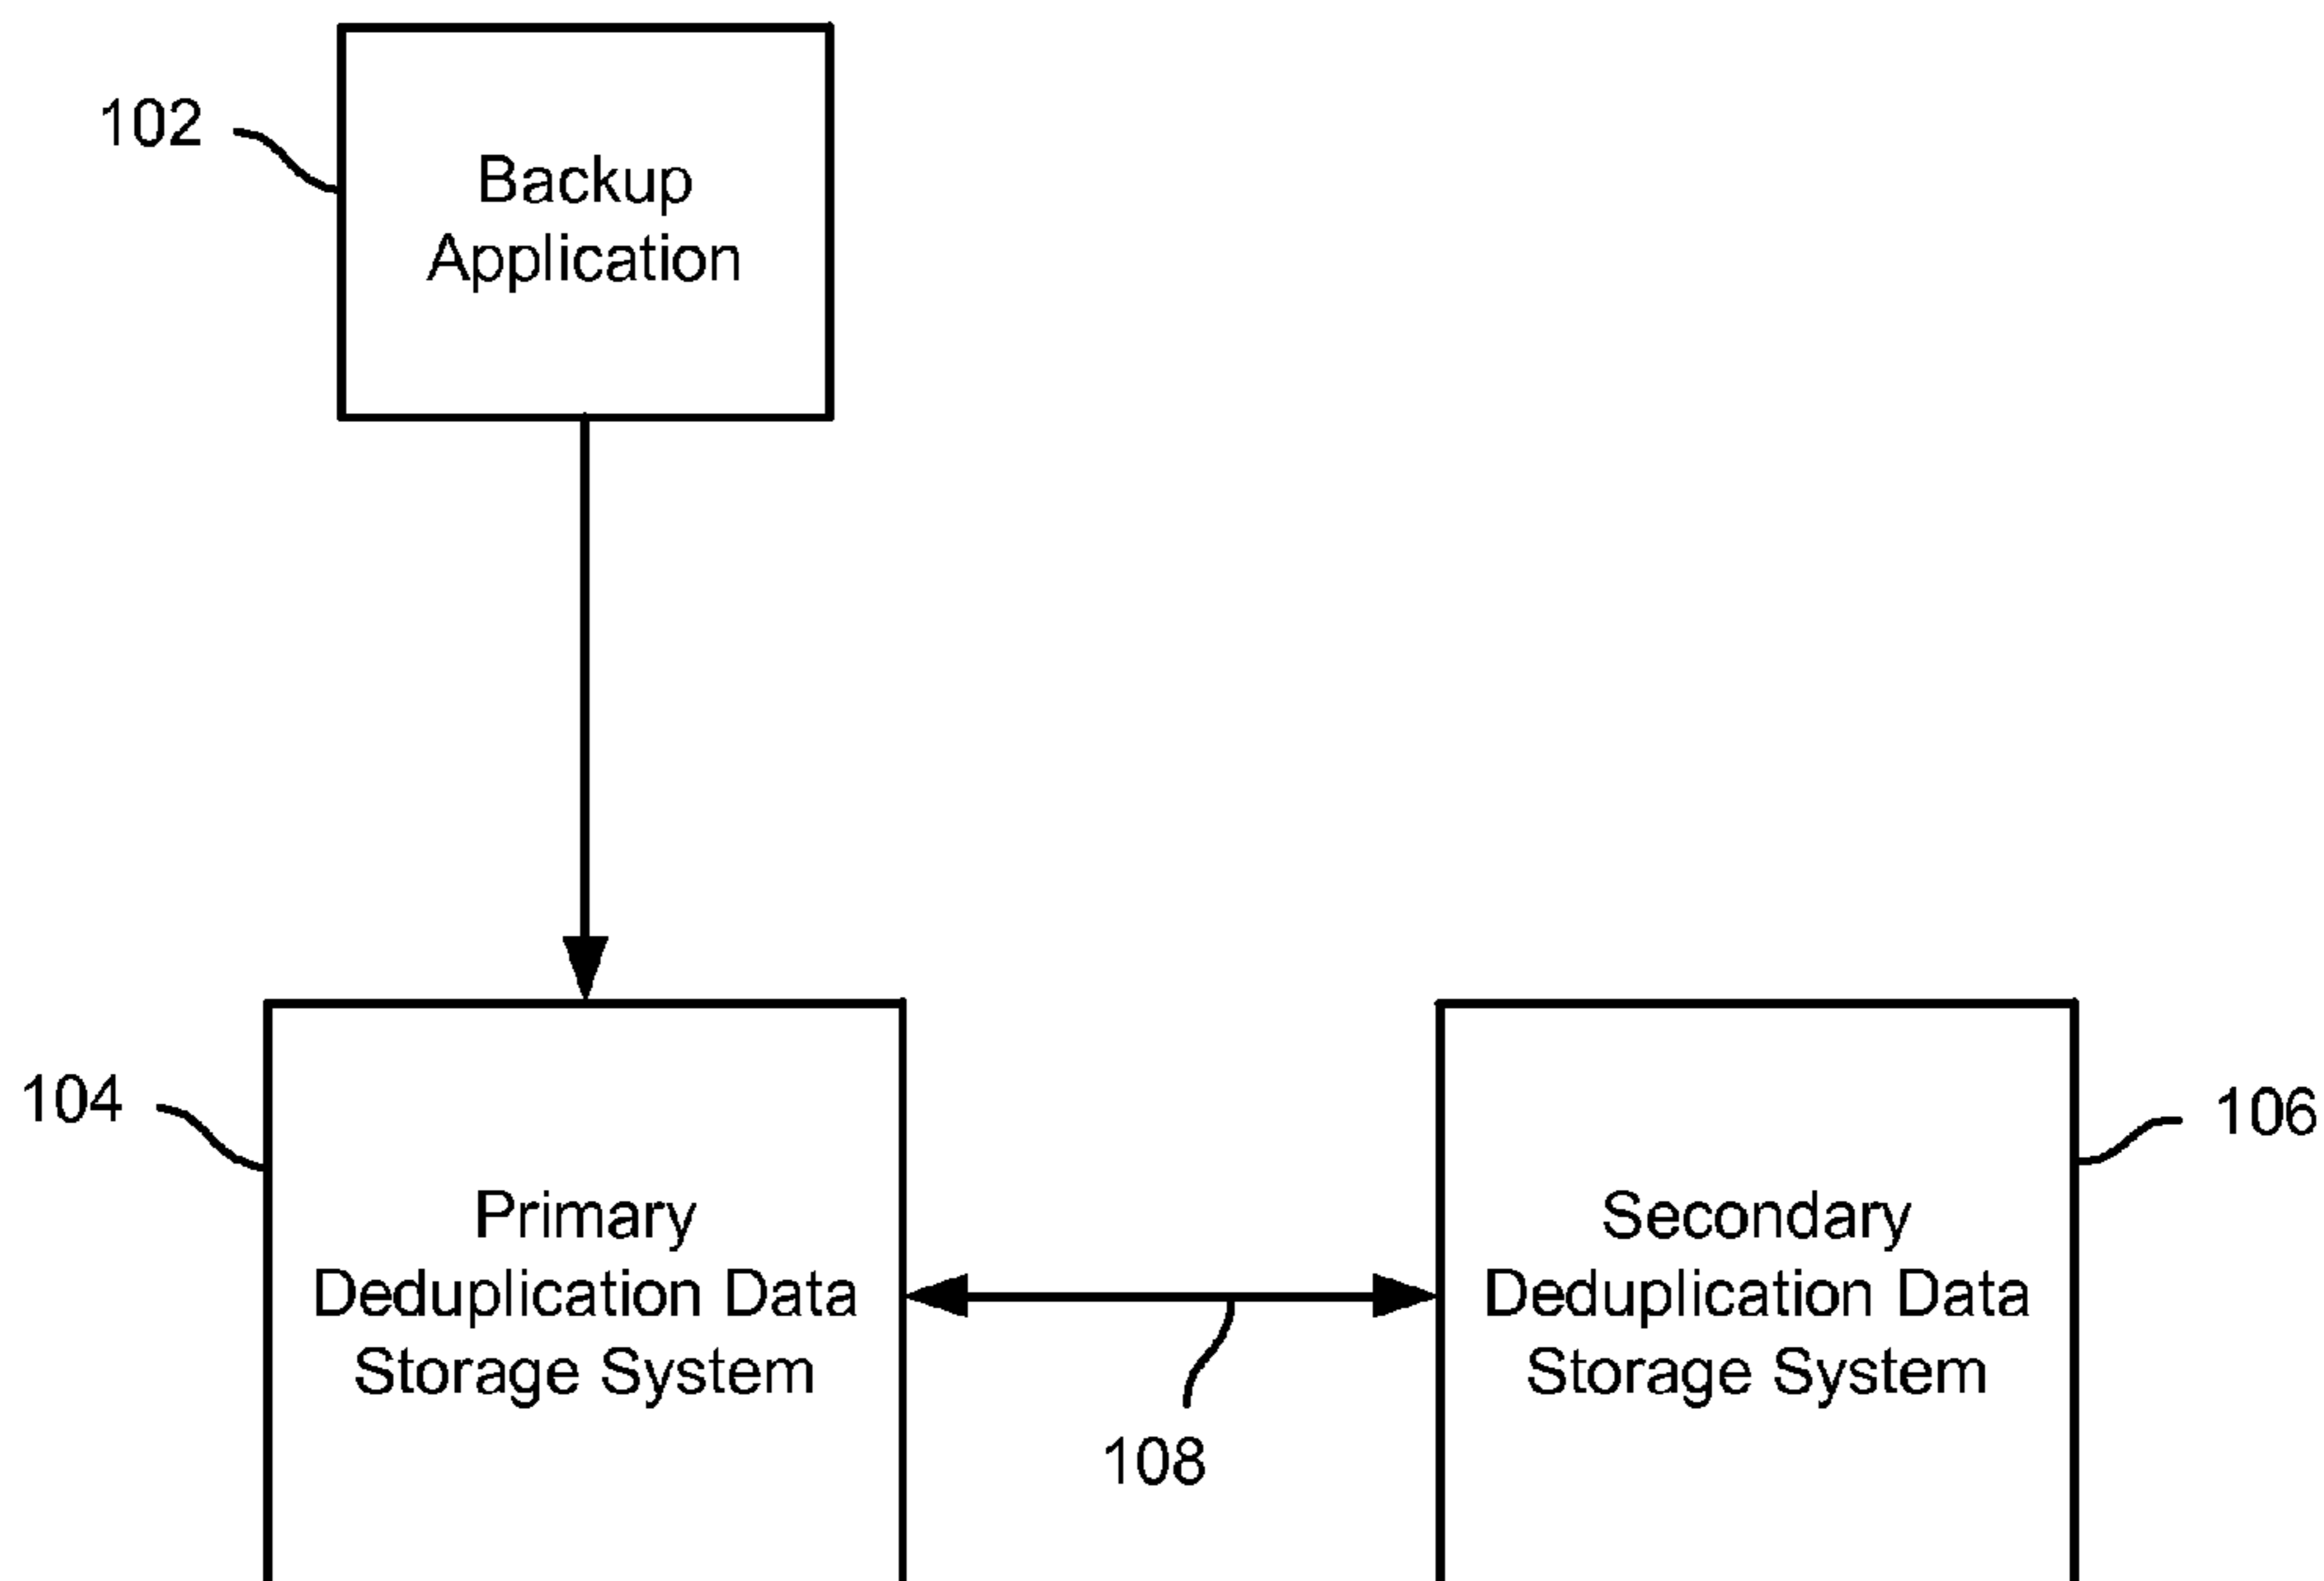 102
Backup
Application
104
Primary
Deduplication Data
Storage System
108
Secondary
Deduplication Data
Storage System
106